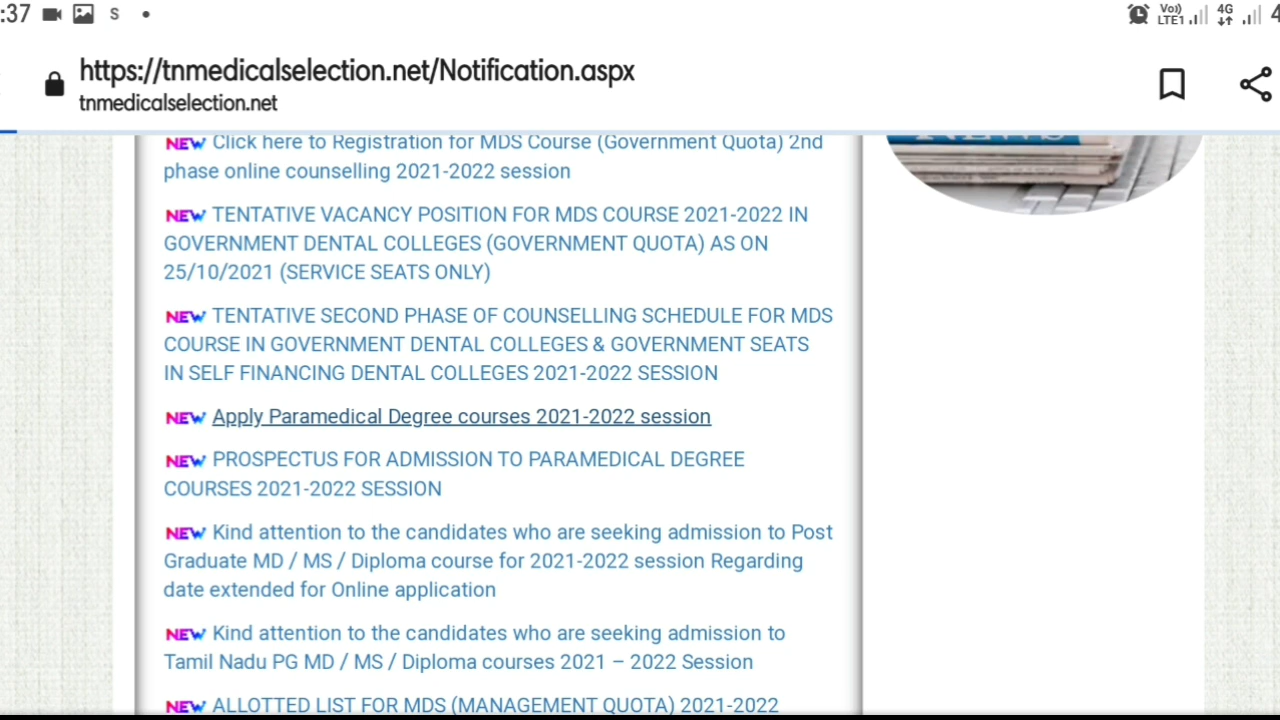 :37 S
Vo)) 4G 4
LTE1
https://tnmedicalselection.net/Notification.aspx
tnmedicalselection.net
NEW Click here to Registration for MDS Course (Government Quota) 2nd
phase online counselling 2021-2022 session
NEW TENTATIVE VACANCY POSITION FOR MDS COURSE 2021-2022 IN
GOVERNMENT DENTAL COLLEGES (GOVERNMENT QUOTA) AS ON
25/10/2021 (SERVICE SEATS ONLY)
NEW TENTATIVE SECOND PHASE OF COUNSELLING SCHEDULE FOR MDS
COURSE IN GOVERNMENT DENTAL COLLEGES & GOVERNMENT SEATS
IN SELF FINANCING DENTAL COLLEGES 2021-2022 SESSION
NEW Apply Paramedical Degree courses 2021-2022 session
NEW PROSPECTUS FOR ADMISSION TO PARAMEDICAL DEGREE
COURSES 2021-2022 SESSION
NEW Kind attention to the candidates who are seeking admission to Post
Graduate MD / MS / Diploma course for 2021-2022 session Regarding
date extended for Online application
NEW Kind attention to the candidates who are seeking admission to
Tamil Nadu PG MD / MS / Diploma courses 2021 – 2022 Session
NEW ALLOTTED LIST FOR MDS (MANAGEMENT QUOTA) 2021-2022